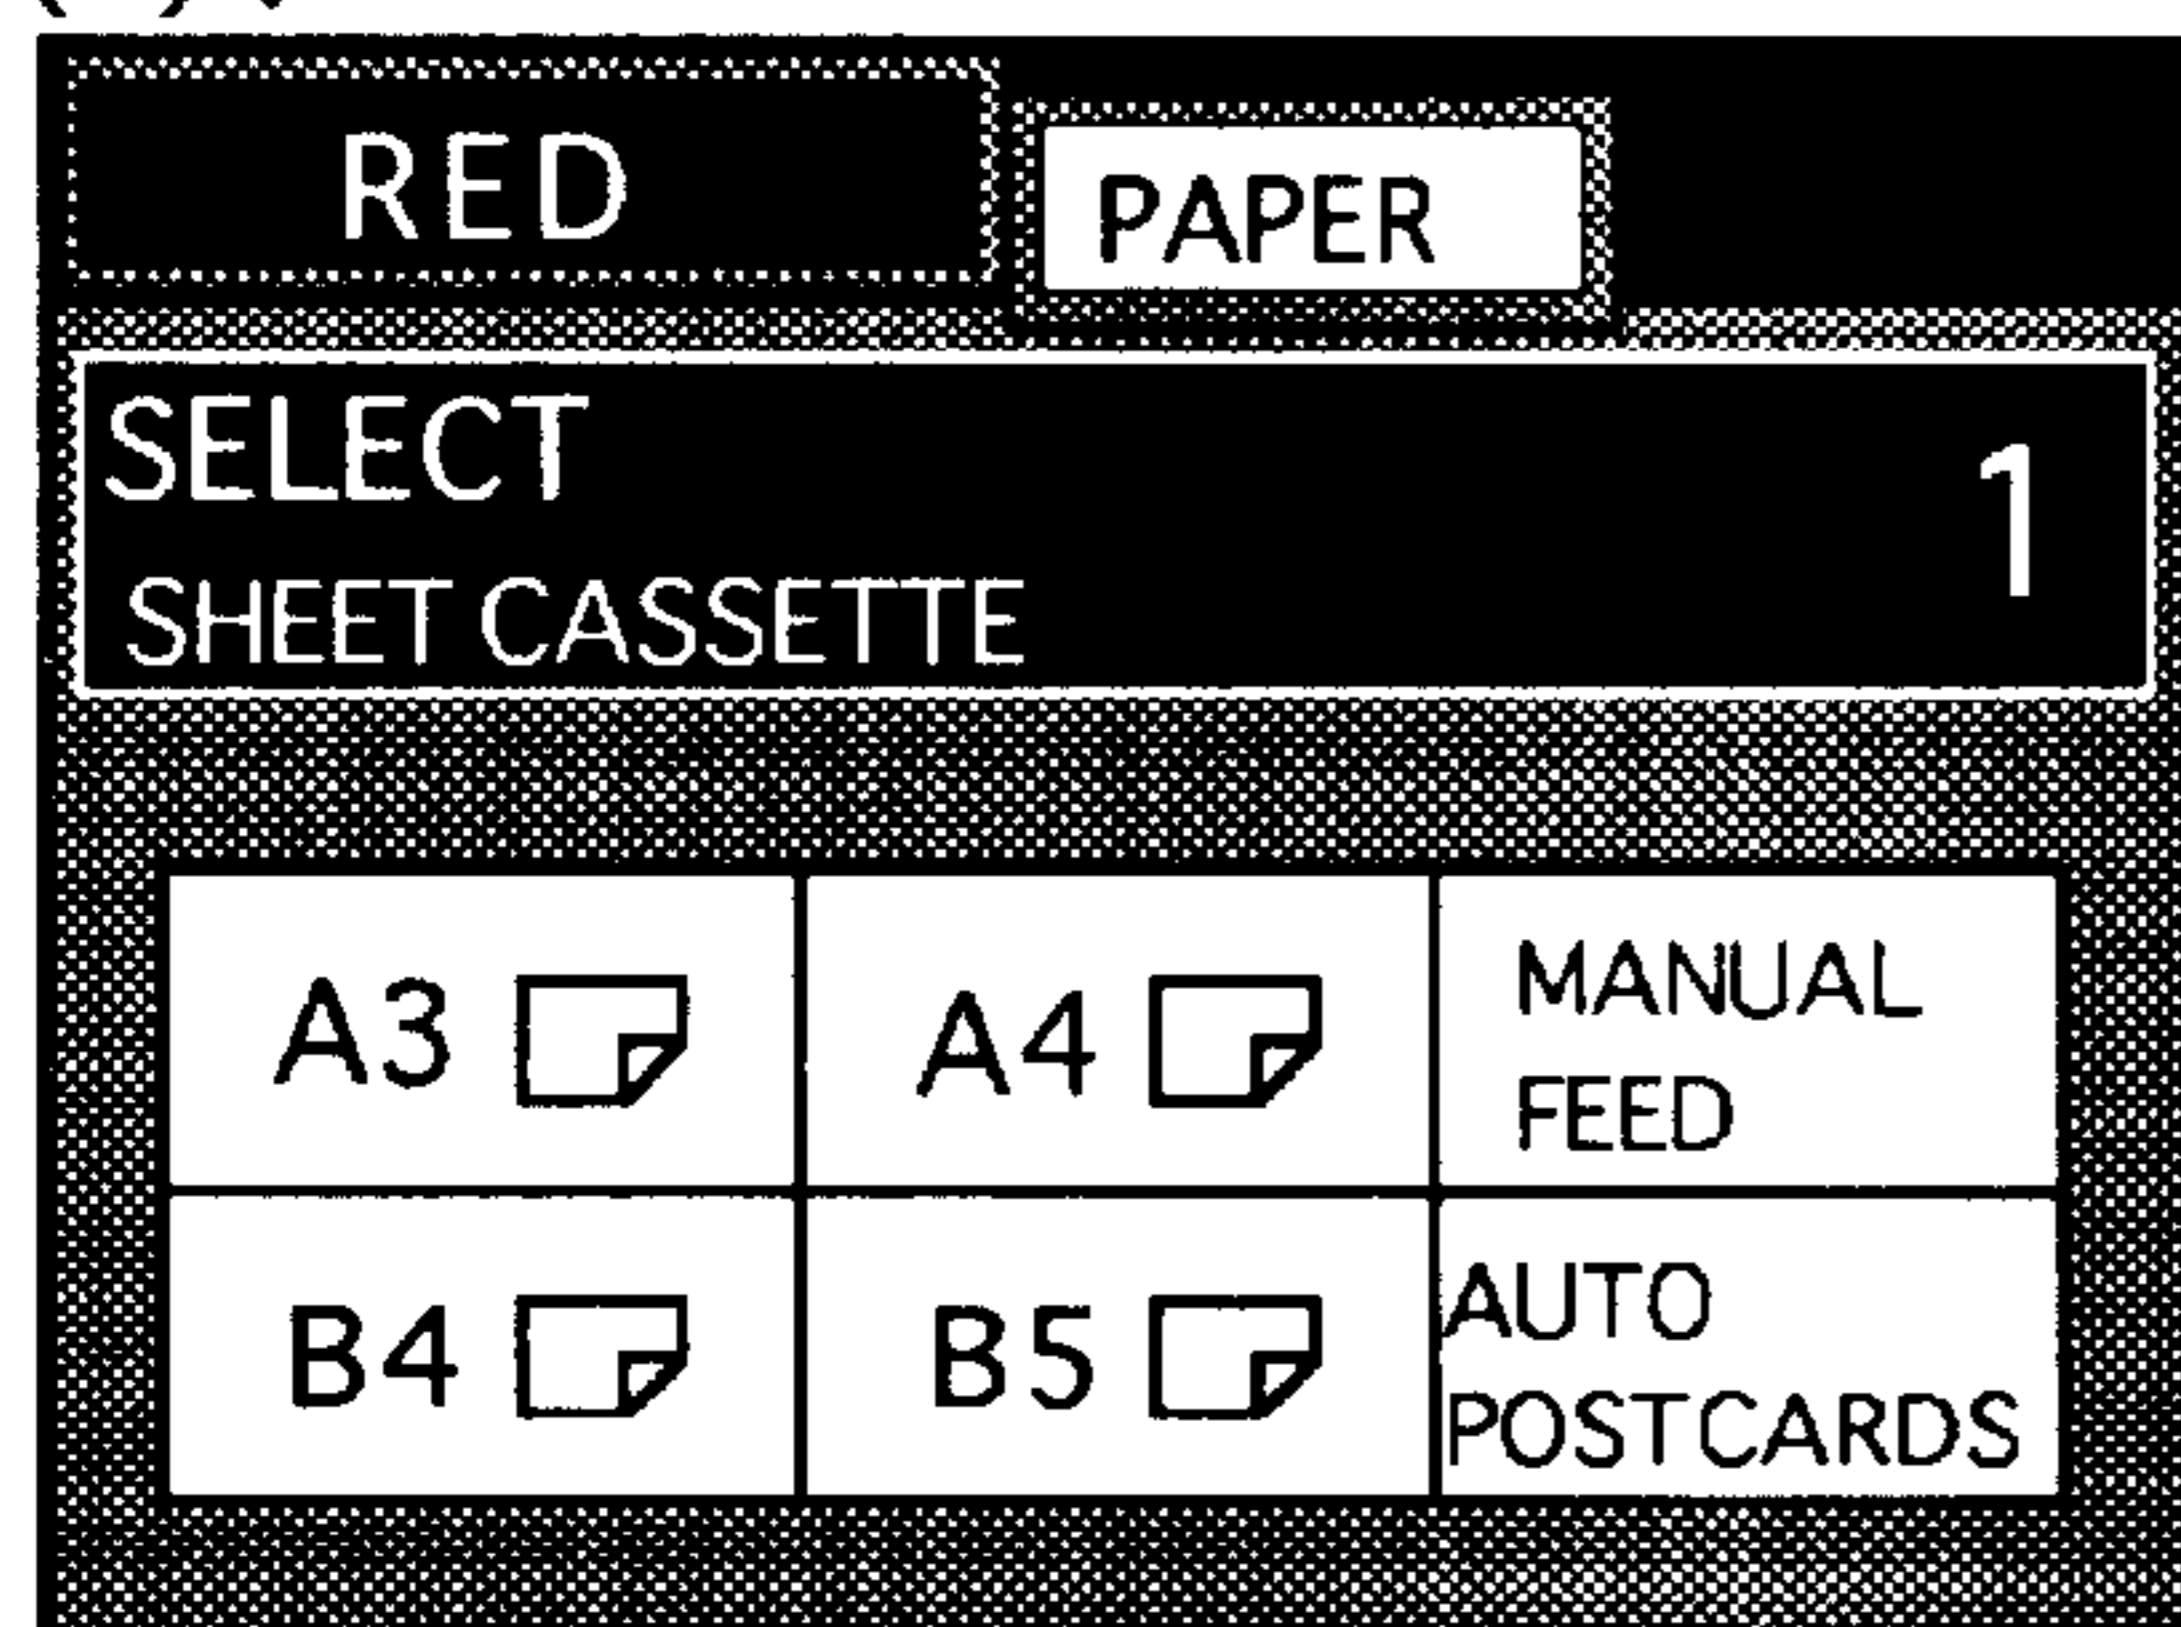 RED
PAPER
SELECT
1
SHEET CASSETTE
A3
A4
MANUAL
FEED
B4
B5
AUTO
POSTCARDS